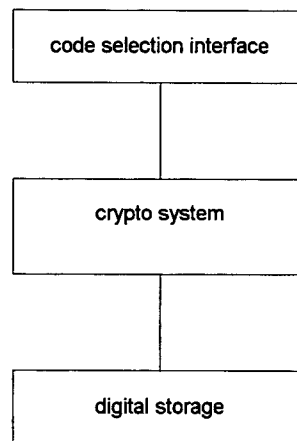 code selection interface
crypto system
digital storage